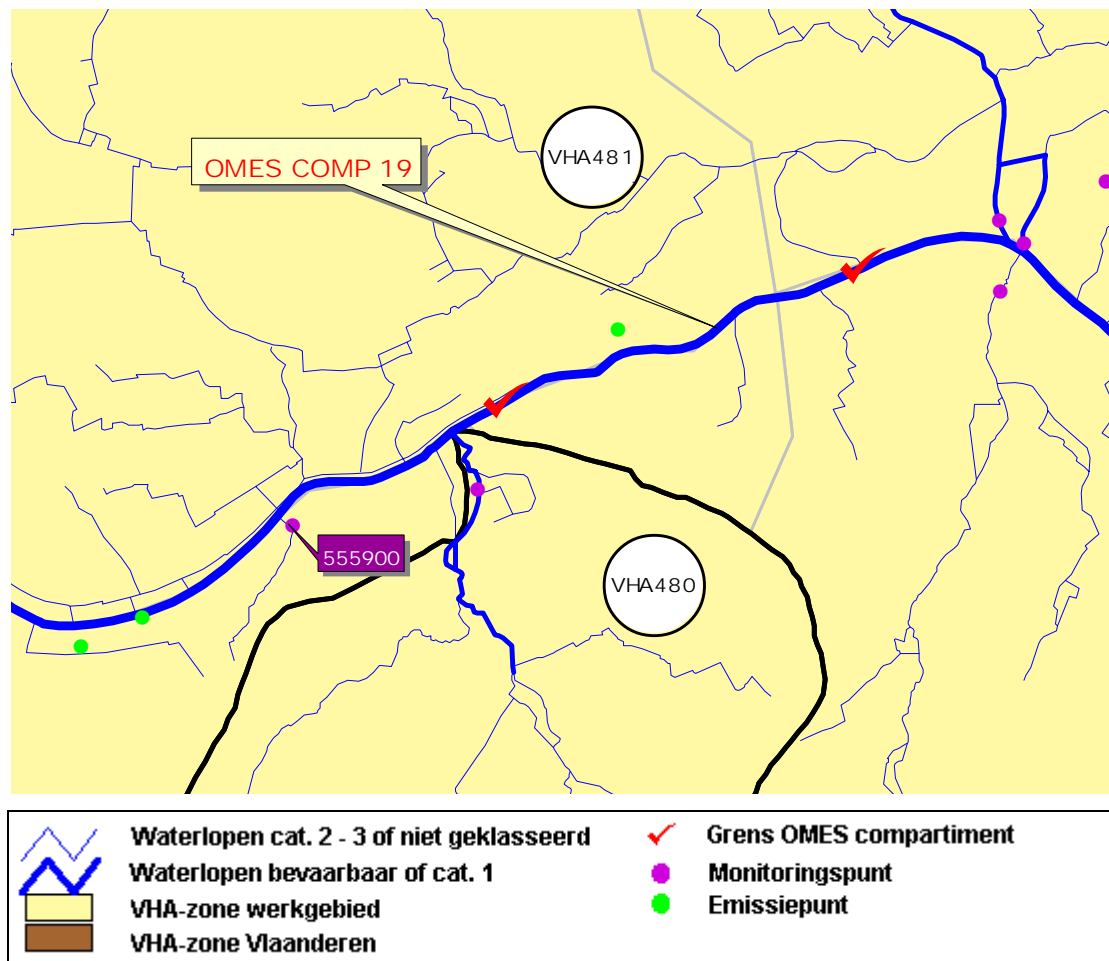 VHA481
OMES COMP 19
555900
VHA480
Waterlopen cat. 2 - 3 of niet geklasseerd
Waterlopen bevaarbaar of cat. 1
VHA-zone werkgebied
VHA-zone Vlaanderen
Grens OMES compartiment
Monitoringspunt
Emissiepunt